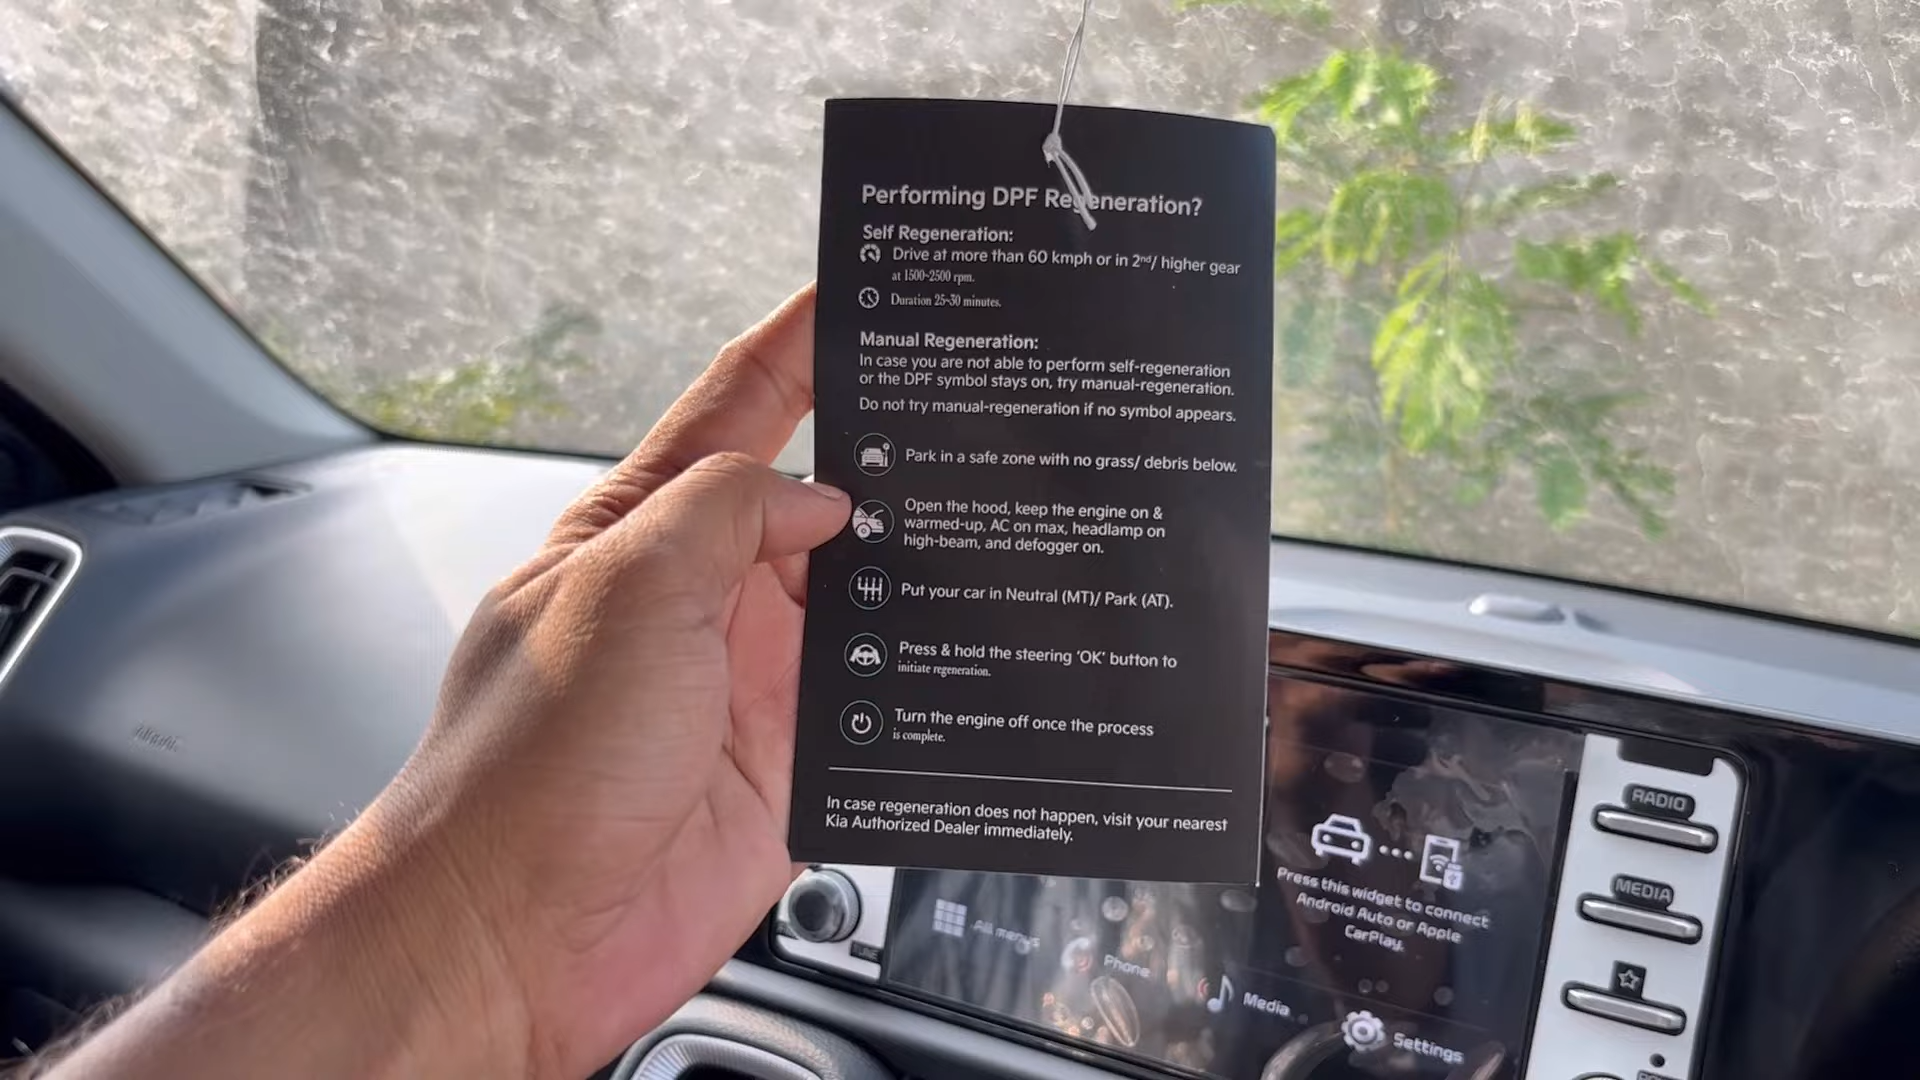 Performing DPF Regeneration?
Self Regeneration:
Drive at more than 60 kmph or in 2nd/ higher gear
at 1500~2500 rpm.
Duration 25~30 minutes.
Manual Regeneration:
In case you are not able to perform self-regeneration
or the DPF symbol stays on, try manual-regeneration.
Do not try manual-regeneration if no symbol appears.
Park in a safe zone with no grass/ debris below.
Open the hood, keep the engine on &
warmed-up, AC on max, headlamp on
high-beam, and defogger on.
Put your car in Neutral (MT)/ Park (AT).
Press & hold the steering ‘OK’ button to
initiate regeneration.
Turn the engine off once the process
is complete.
In case regeneration does not happen, visit your nearest
Kia Authorized Dealer immediately.
RADIO
MEDIA
Press this widget to connect
Android Auto or Apple
CarPlay.
All menus
Phone
Media
Settings
TUNE